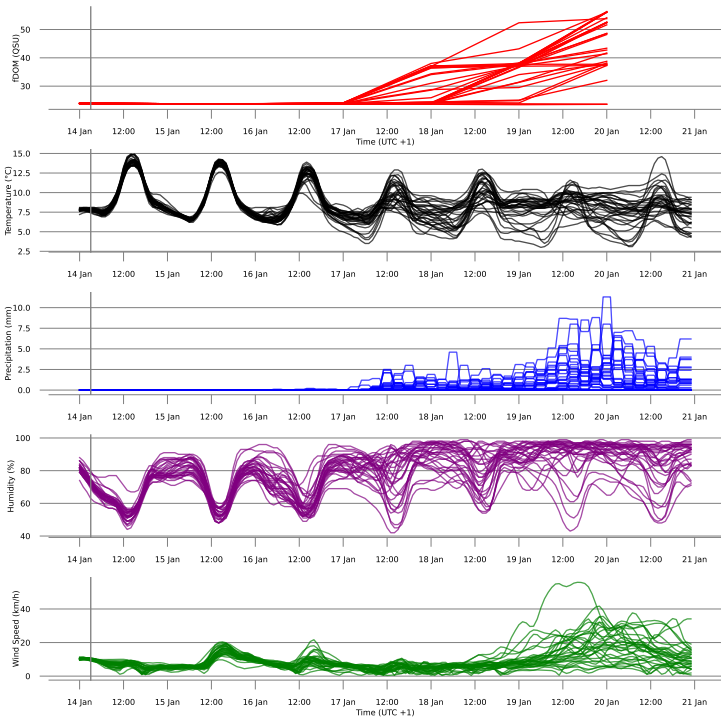 fDOM (QSU)
50
40
30
14 Jan 12:00 15 Jan 12:00 16 Jan 12:00 17 Jan 12:00 18 Jan 12:00 19 Jan 12:00 20 Jan 12:00 21 Jan
Time (UTC +1)
Temperature (°C)
15.0
12.5
10.0
7.5
5.0
2.5
14 Jan 12:00 15 Jan 12:00 16 Jan 12:00 17 Jan 12:00 18 Jan 12:00 19 Jan 12:00 20 Jan 12:00 21 Jan
Precipitation (mm)
10.0
7.5
5.0
2.5
0.0
14 Jan 12:00 15 Jan 12:00 16 Jan 12:00 17 Jan 12:00 18 Jan 12:00 19 Jan 12:00 20 Jan 12:00 21 Jan
Humidity (%)
100
80
60
40
14 Jan 12:00 15 Jan 12:00 16 Jan 12:00 17 Jan 12:00 18 Jan 12:00 19 Jan 12:00 20 Jan 12:00 21 Jan
Wind Speed (km/h)
40
20
0
14 Jan 12:00 15 Jan 12:00 16 Jan 12:00 17 Jan 12:00 18 Jan 12:00 19 Jan 12:00 20 Jan 12:00 21 Jan
Time (UTC +1)